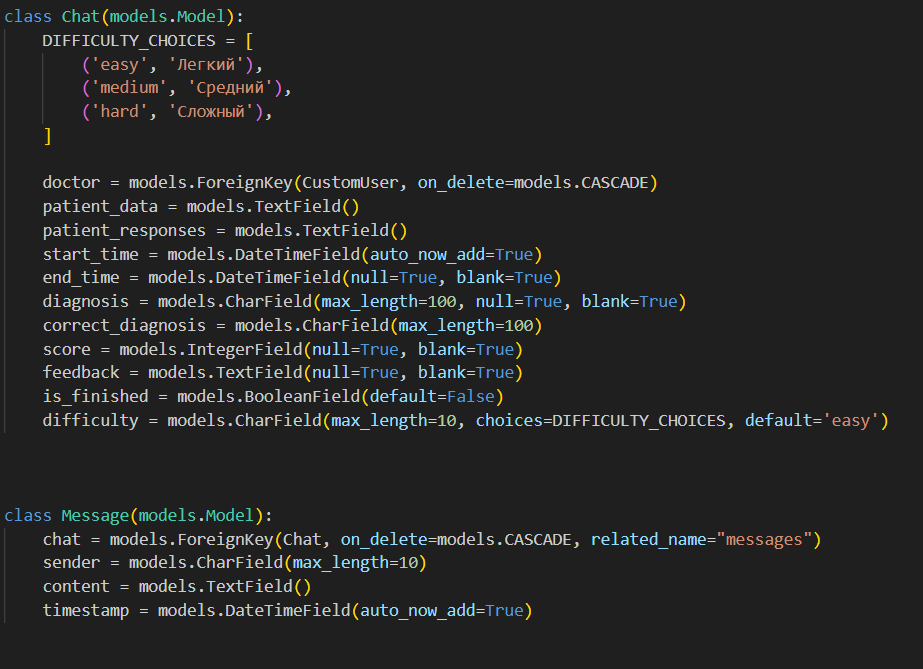 class Chat(models.Model):
    DIFFICULTY_CHOICES = [
        ('easy', 'Легкий'),
        ('medium', 'Средний'),
        ('hard', 'Сложный'),
    ]
    doctor = models.ForeignKey(CustomUser, on_delete=models.CASCADE)
    patient_data = models.TextField()
    patient_responses = models.TextField()
    start_time = models.DateTimeField(auto_now_add=True)
    end_time = models.DateTimeField(null=True, blank=True)
    diagnosis = models.CharField(max_length=100, null=True, blank=True)
    correct_diagnosis = models.CharField(max_length=100)
    score = models.IntegerField(null=True, blank=True)
    feedback = models.TextField(null=True, blank=True)
    is_finished = models.BooleanField(default=False)
    difficulty = models.CharField(max_length=10, choices=DIFFICULTY_CHOICES, default='easy')
class Message(models.Model):
    chat = models.ForeignKey(Chat, on_delete=models.CASCADE, related_name="messages")
    sender = models.CharField(max_length=10)
    content = models.TextField()
    timestamp = models.DateTimeField(auto_now_add=True)